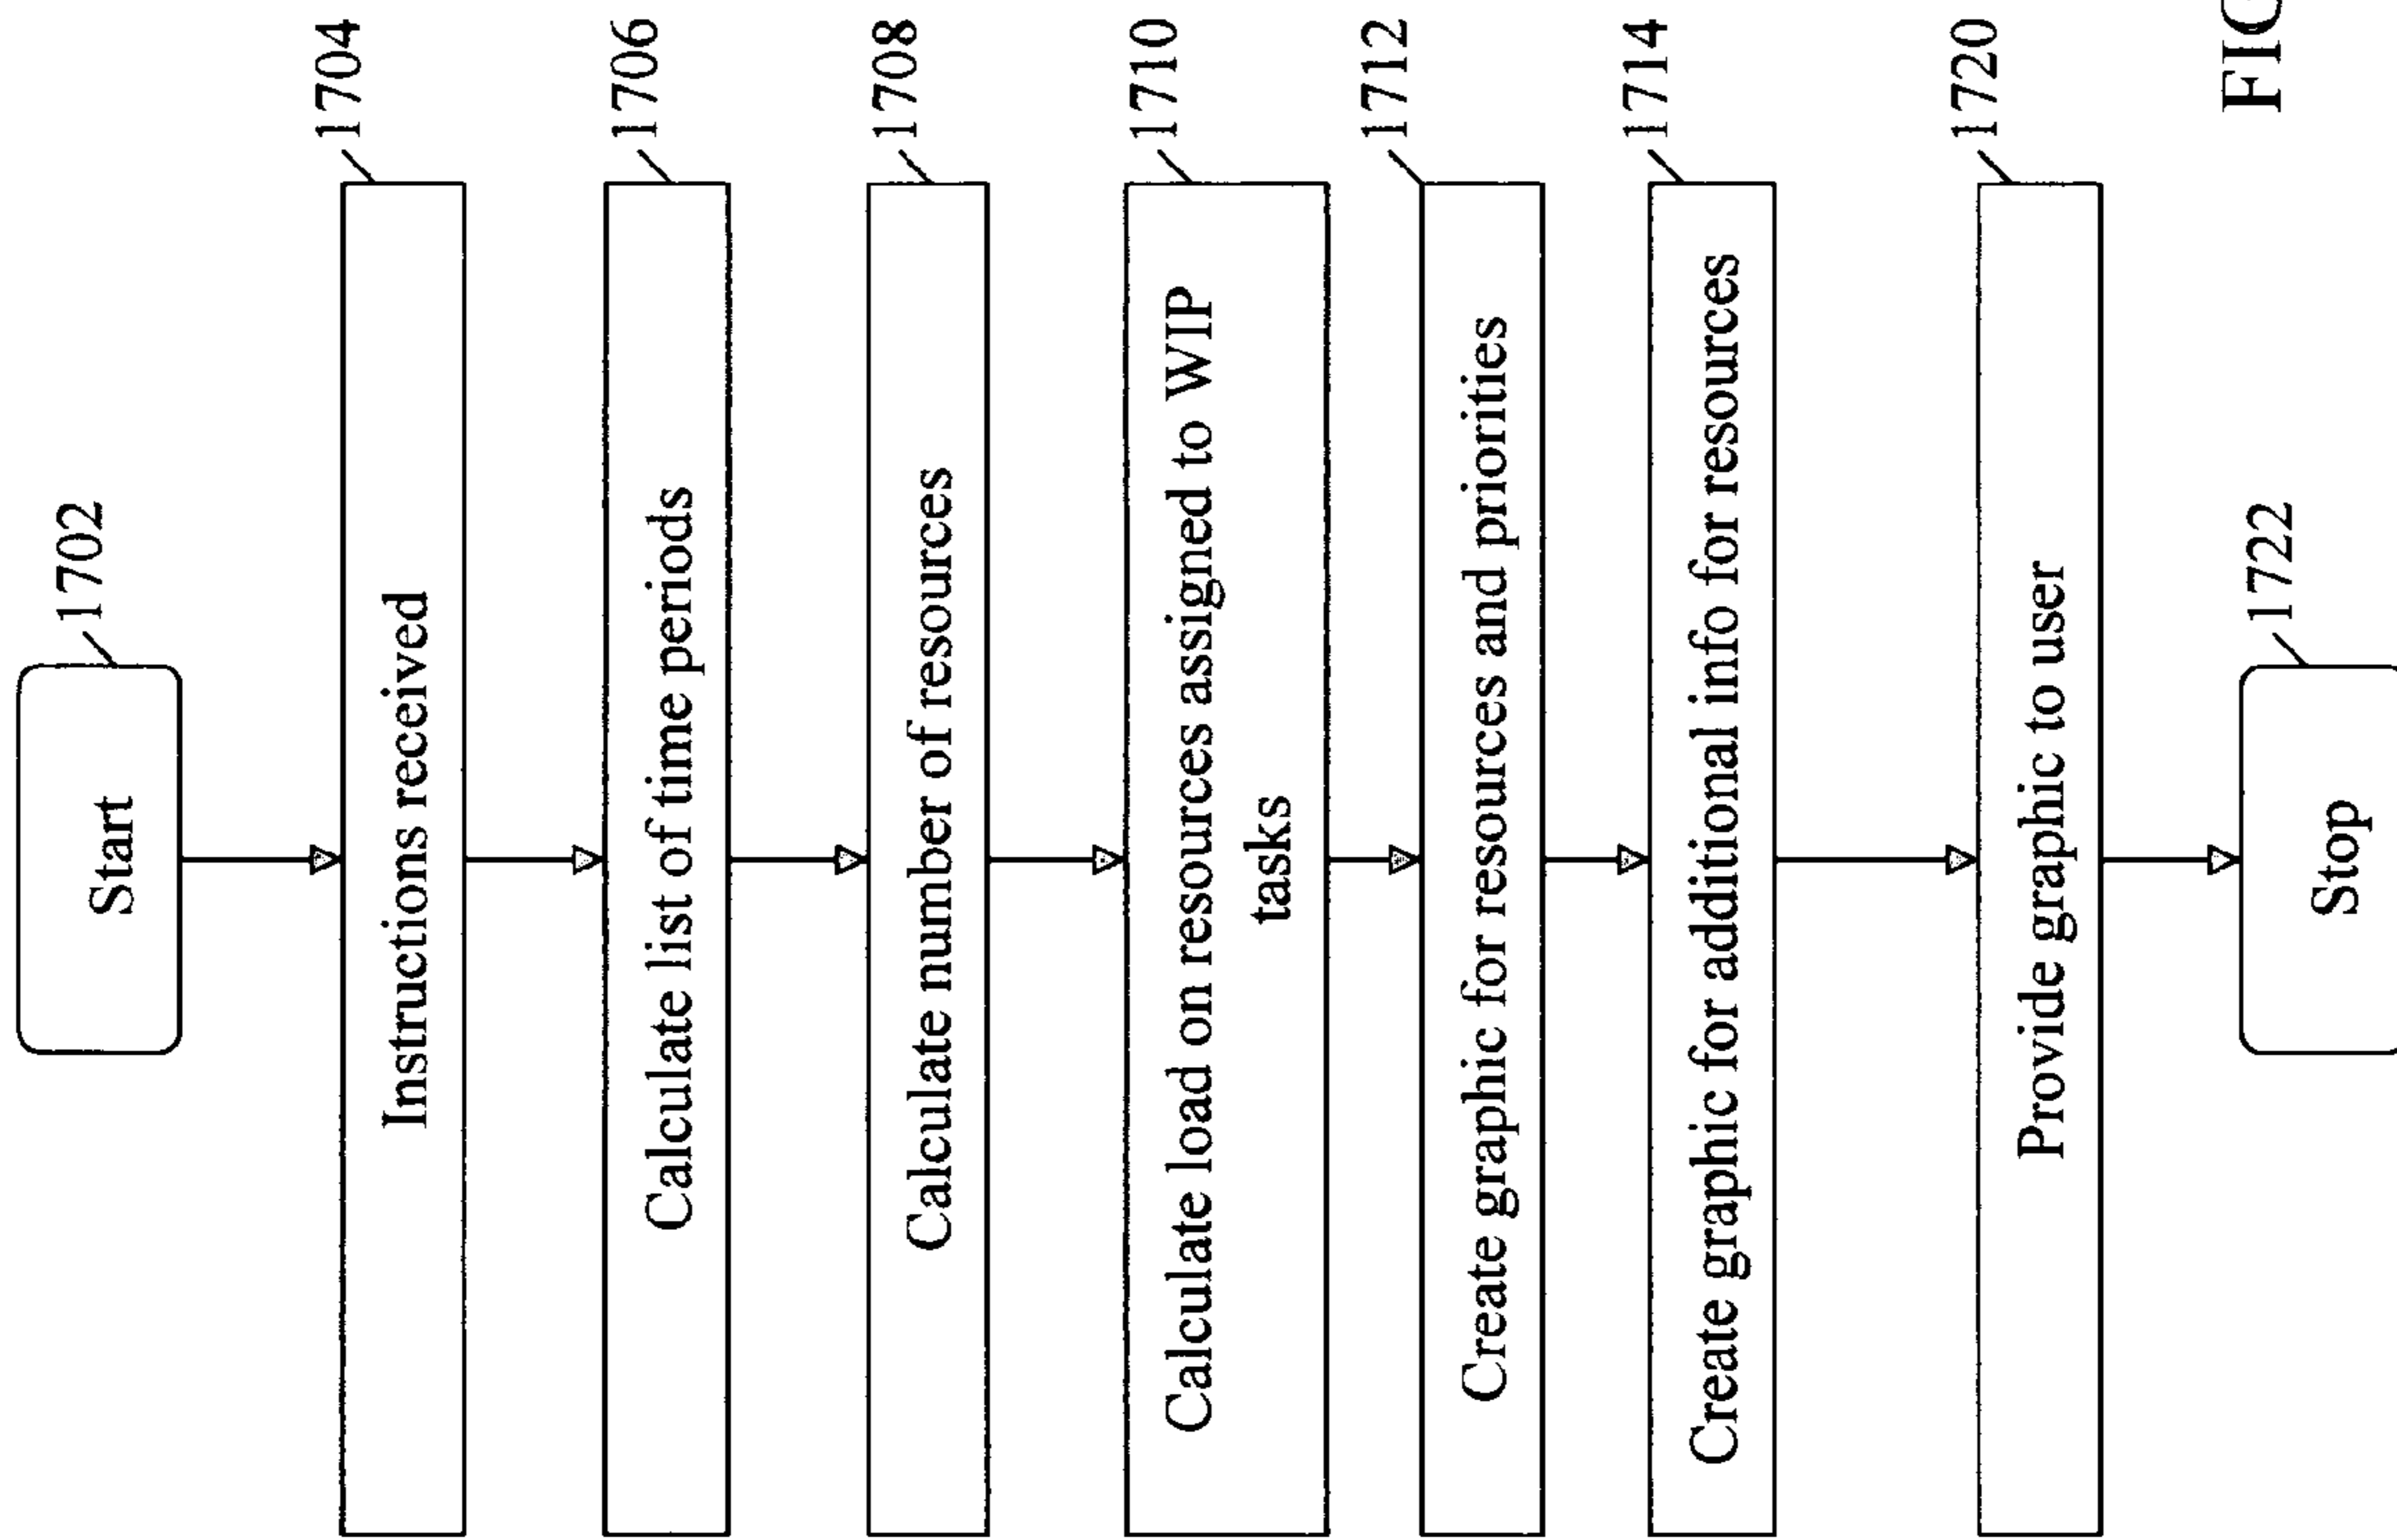 Start
1702
Instructions received
1704
Calculate list of time periods
1706
Calculate number of resources
1708
Calculate load on resources assigned to WIP
tasks
1710
Create graphic for resources and priorities
1712
Create graphic for additional info for resources
1714
Provide graphic to user
1720
Stop
1722
FIG